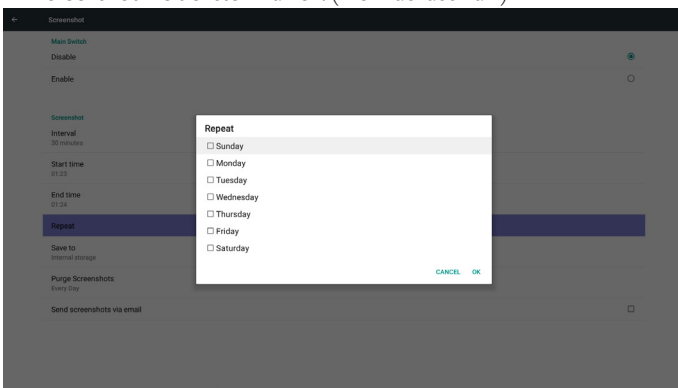 Screenshot
Main Switch
Disable
Enable
Screenshot
Interval
30 minutes
Start time
01:23
End time
01:24
Repeat
Save to
Internal storage
Purge Screenshots
Every Day
Send screenshots via email
Repeat
Sunday
Monday
Tuesday
Wednesday
Thursday
Friday
Saturday
CANCEL OK